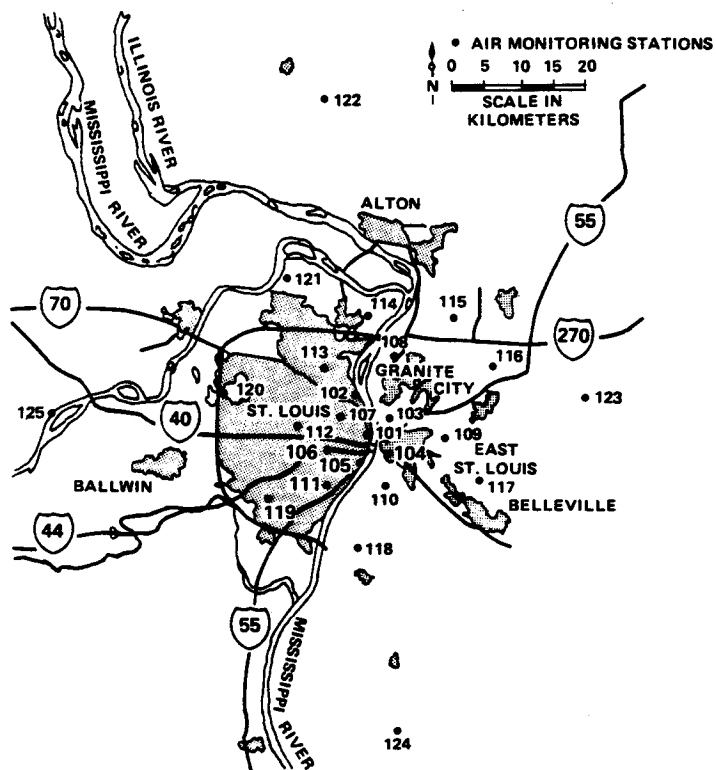 AIR MONITORING STATIONS
0 5 10 15 20
N
SCALE IN
KILOMETERS
ILLINOIS RIVER
MISSISSIPPI
RIVER
122
ALTON
55
121
70
114
115
108
270
113
116
GRANITE
CITY
120
102
123
125
40
ST. LOUIS
107
103
112
101
109
106
104
EAST
ST. LOUIS
105
BALLWIN
111
110
117
BELLEVILLE
119
44
118
55
MISSISSIPPI
RIVER
124